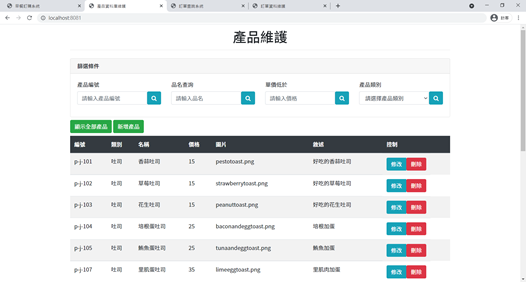 早餐訂購系統
產品資料庫維護
訂單查詢系統
訂單資料維護
localhost:8081
訪客
產品維護
篩選條件
產品編號 品名查詢 單價低於 產品類別
請輸入產品編號 請輸入品名 請輸入價格 請選擇產品類別
顯示全部產品 新增產品
編號 類別 名稱 價格 圖片 敘述 控制
p-j-101 吐司 香蒜吐司 15 pestotoast.png 好吃的蒜香吐司 修改 刪除
p-j-102 吐司 草莓吐司 15 strawberrytoast.png 好吃的草莓吐司 修改 刪除
p-j-103 吐司 花生吐司 15 peanuttoast.png 好吃的花生吐司 修改 刪除
p-j-104 吐司 培根蛋吐司 25 baconandeggtoast.png 培根加蛋 修改 刪除
p-j-105 吐司 鮪魚蛋吐司 25 tunaandeggtoast.png 鮪魚加蛋 修改 刪除
p-j-107 吐司 里肌蛋吐司 35 limeeggtoast.png 里肌肉加蛋 修改 刪除